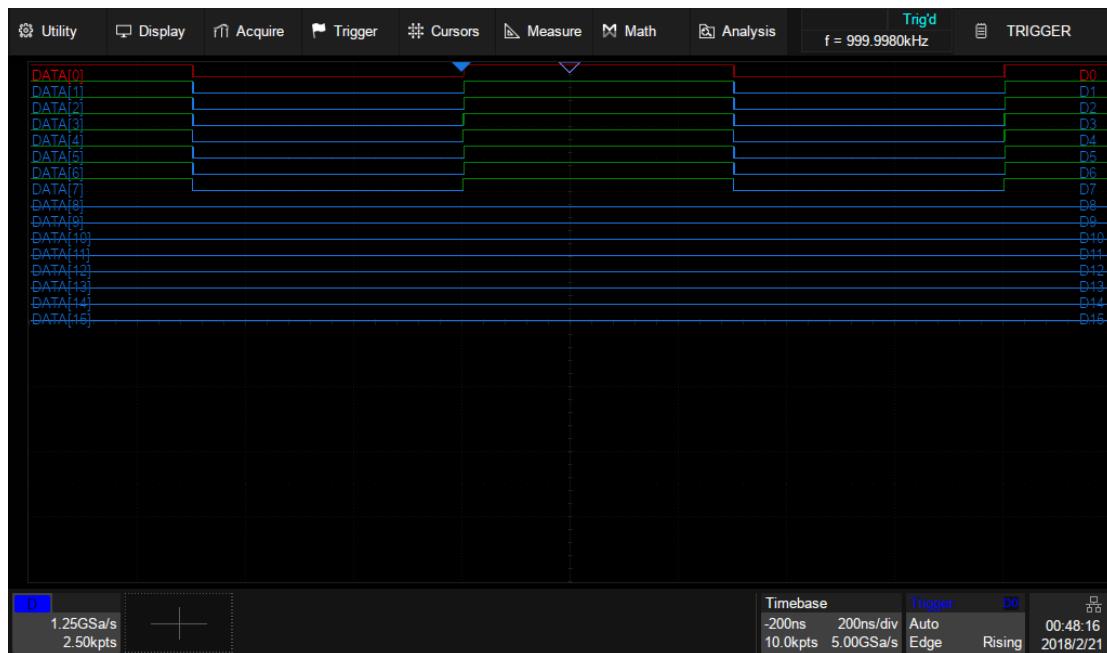 Utility Display Acquire Trigger Cursors Measure Math Analysis Trig'd TRIGGER
f = 999.9980kHz
DATA[0] D0
DATA[1] D1
DATA[2] D2
DATA[3] D3
DATA[4] D4
DATA[5] D5
DATA[6] D6
DATA[7] D7
DATA[8] D8
DATA[9] D9
DATA[10] D10
DATA[11] D11
DATA[12] D12
DATA[13] D13
DATA[14] D14
DATA[15] D15
D Timebase Trigger D0
1.25GSa/s -200ns 200ns/div Auto 00:48:16
2.50kpts 10.0kpts 5.00GSa/s Edge Rising 2018/2/21